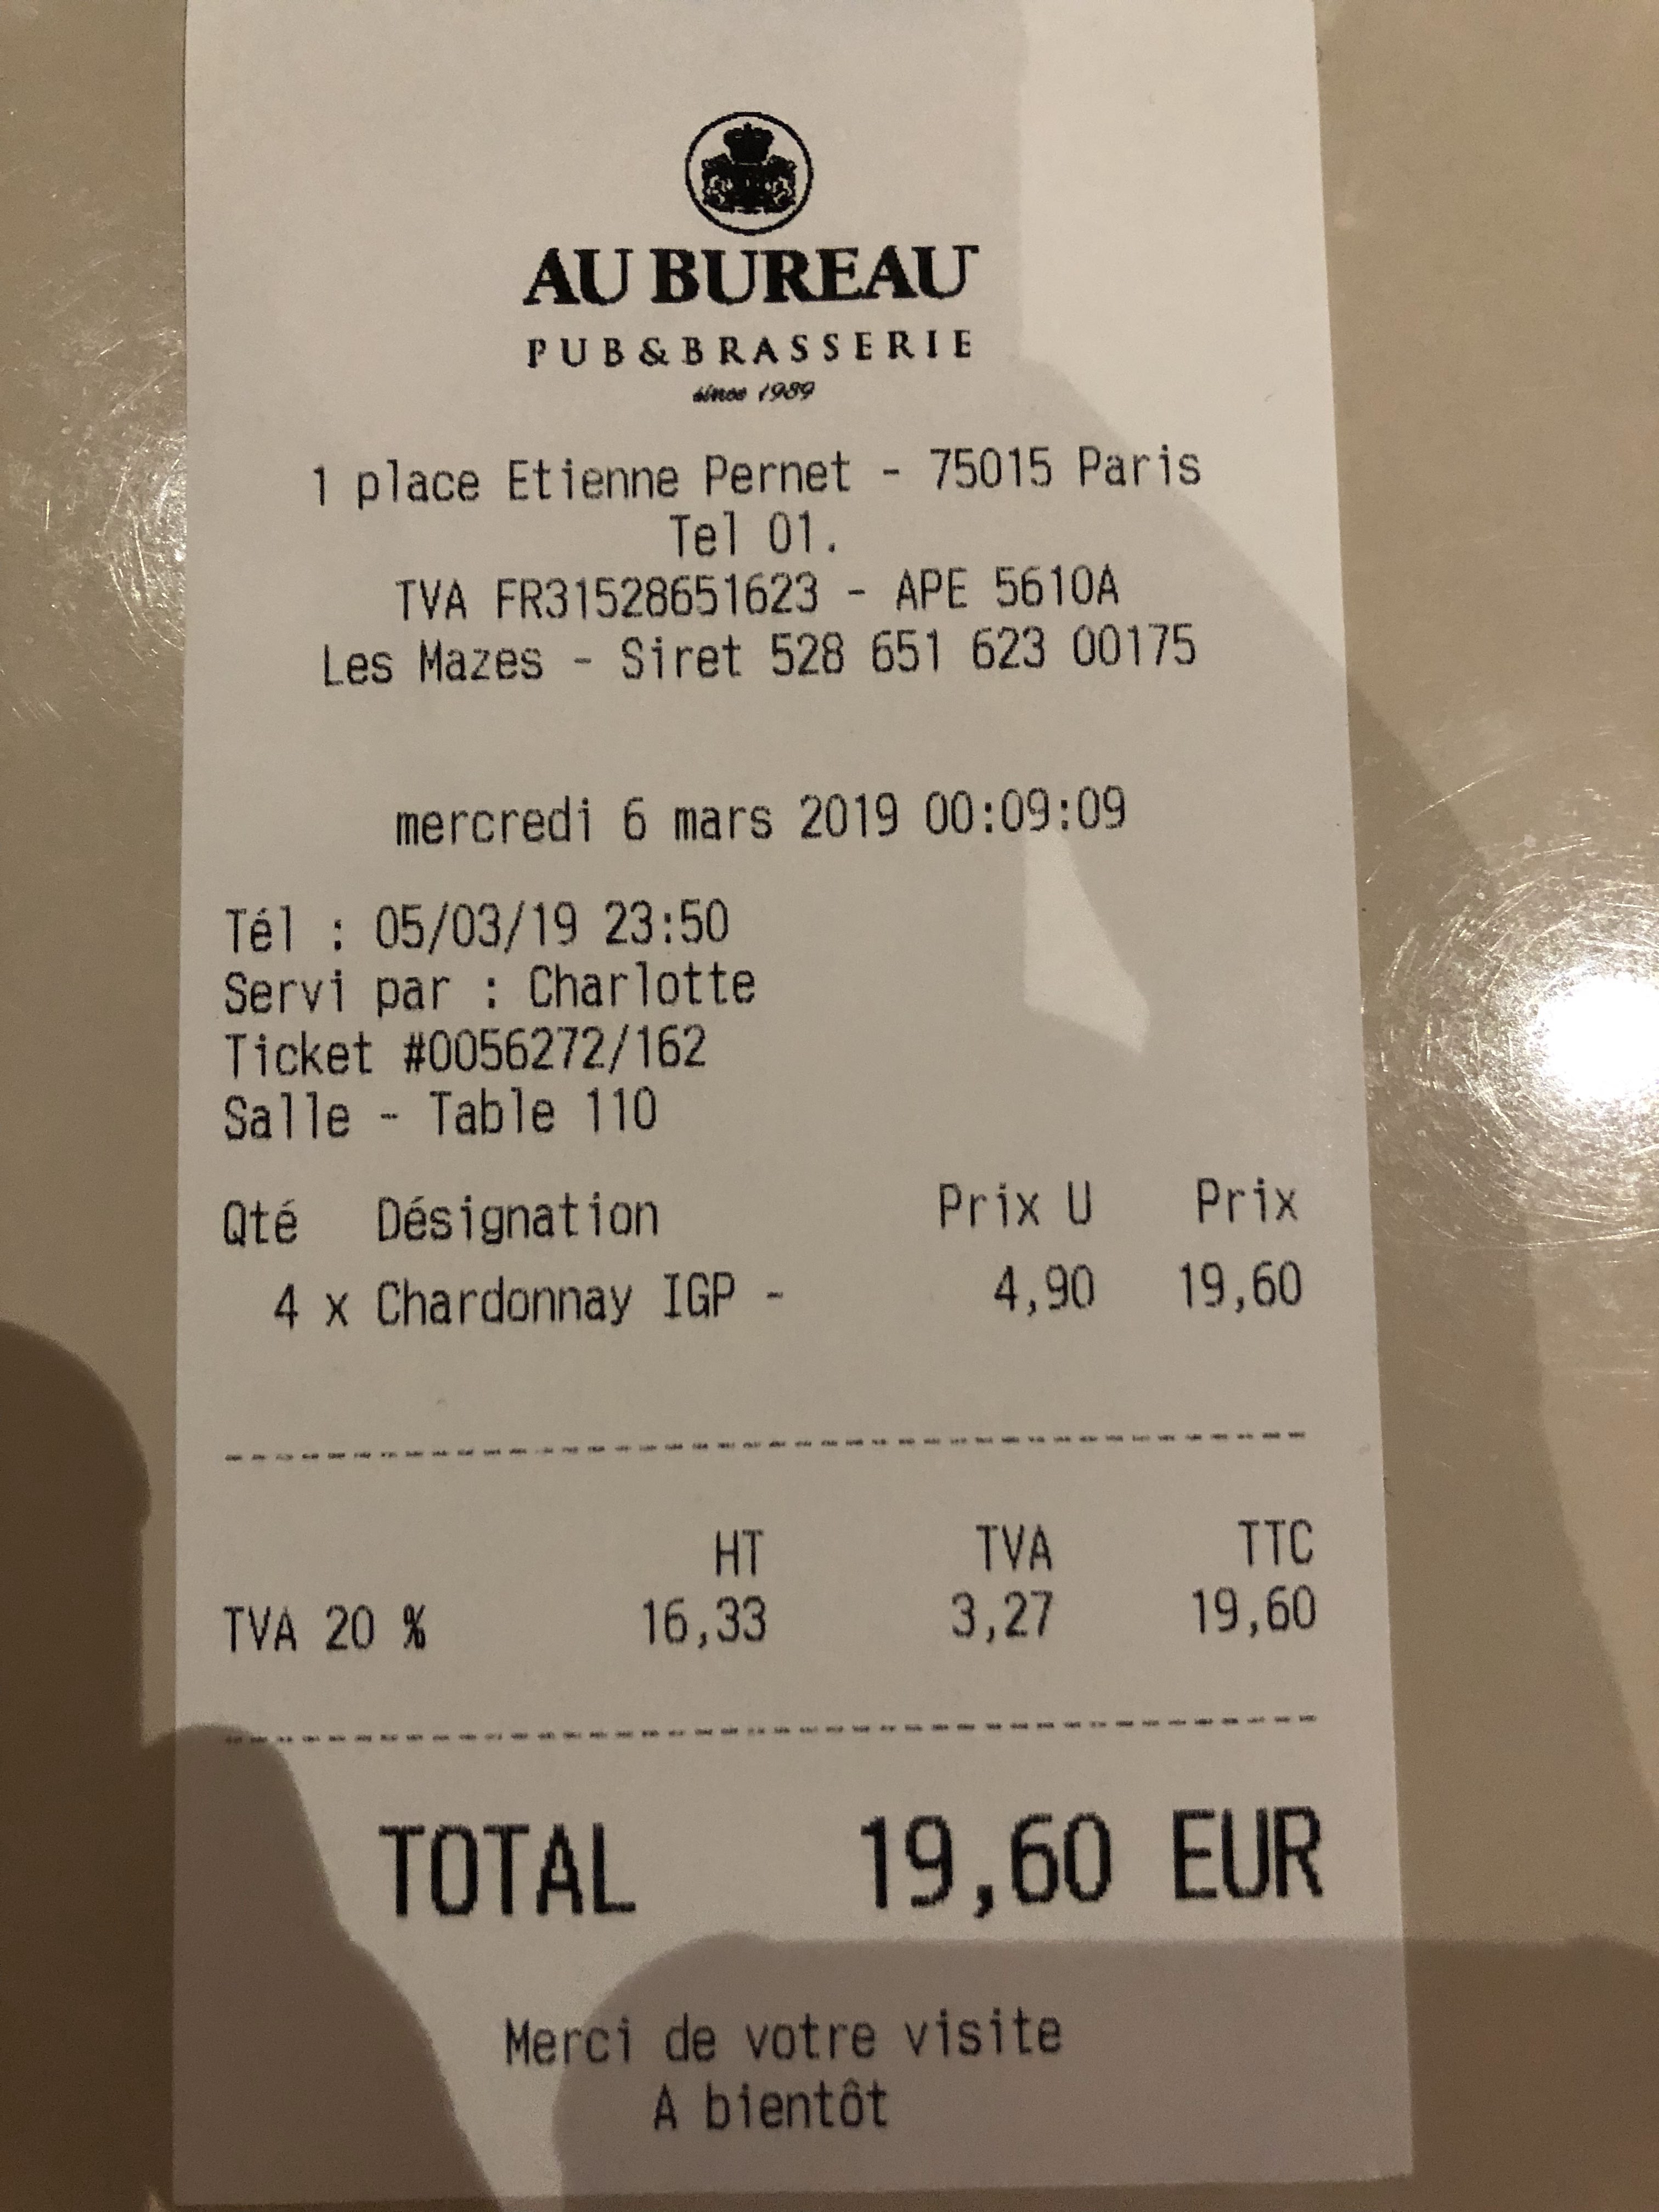 AU BUREAU
PUB&BRASSERIE
since 1989
1 place Etienne Pernet - 75015 Paris
Tel 01.
TVA FR31528651623 - APE 5610A
Les Mazes - Siret 528 651 623 00175
mercredi 6 mars 2019 00:09:09
Tél : 05/03/19 23:50
Servi par : Charlotte
Ticket #0056272/162
Salle - Table 110
Qté Désignation Prix U Prix
4 x Chardonnay IGP - 4,90 19,60
HT TVA TTC
TVA 20 % 16,33 3,27 19,60
TOTAL 19,60 EUR
Merci de votre visite
A bientôt